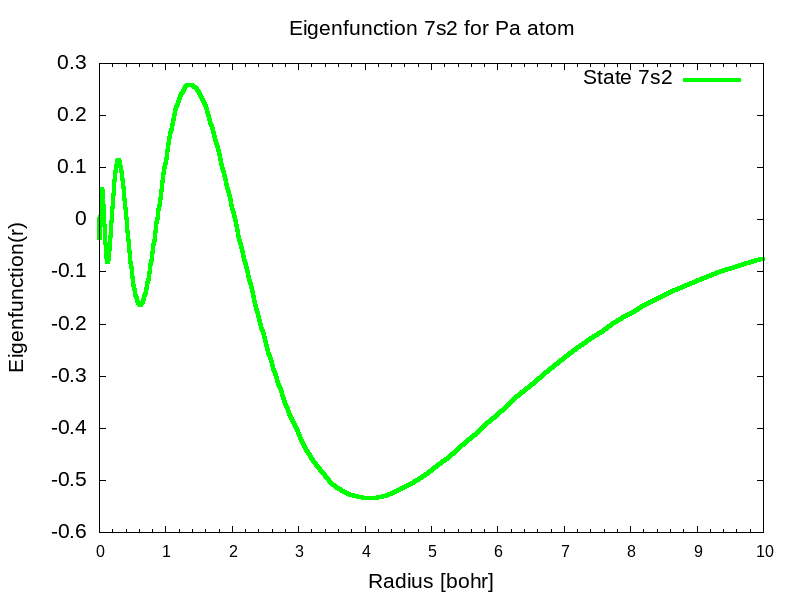 Eigenfunction 7s2 for Pa atom
State 7s2
0.3
0.2
0.1
0
-0.1
-0.2
-0.3
-0.4
-0.5
-0.6
Eigenfunction(r)
0 1 2 3 4 5 6 7 8 9 10
Radius [bohr]